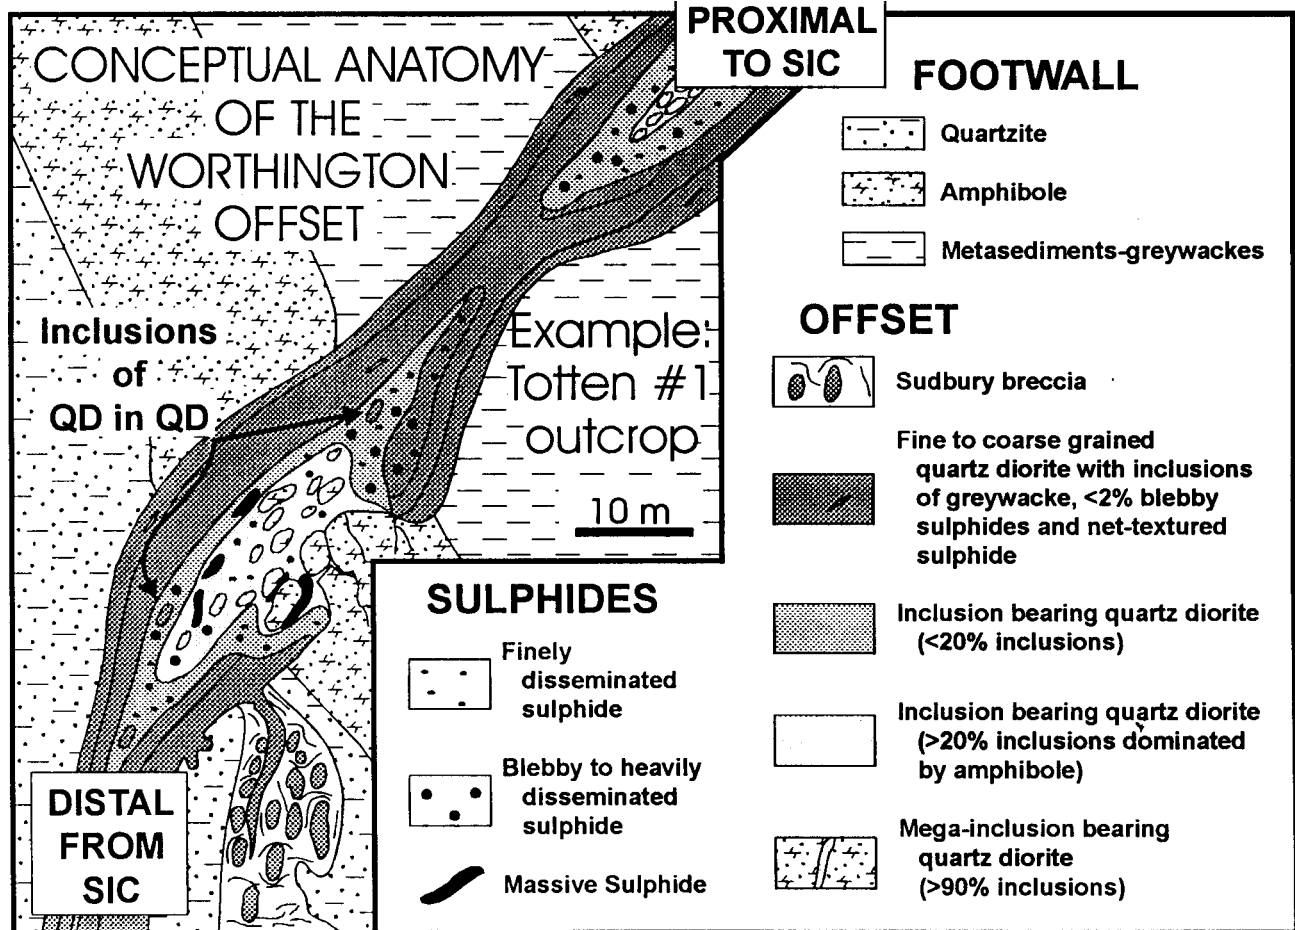 CONCEPTUAL ANATOMY
OF THE
WORTHINGTON
OFFSET
PROXIMAL
TO SIC
Inclusions
of
QD in QD
Example:
Totten #1
outcrop
10 m
DISTAL
FROM
SIC
SULPHIDES
Finely
disseminated
sulphide
Blebby to heavily
disseminated
sulphide
Massive Sulphide
FOOTWALL
Quartzite
Amphibole
Metasediments-greywackes
OFFSET
Sudbury breccia
Fine to coarse grained
quartz diorite with inclusions
of greywacke, <2% blebby
sulphides and net-textured
sulphide
Inclusion bearing quartz diorite
(<20% inclusions)
Inclusion bearing quartz diorite
(>20% inclusions dominated
by amphibole)
Mega-inclusion bearing
quartz diorite
(>90% inclusions)